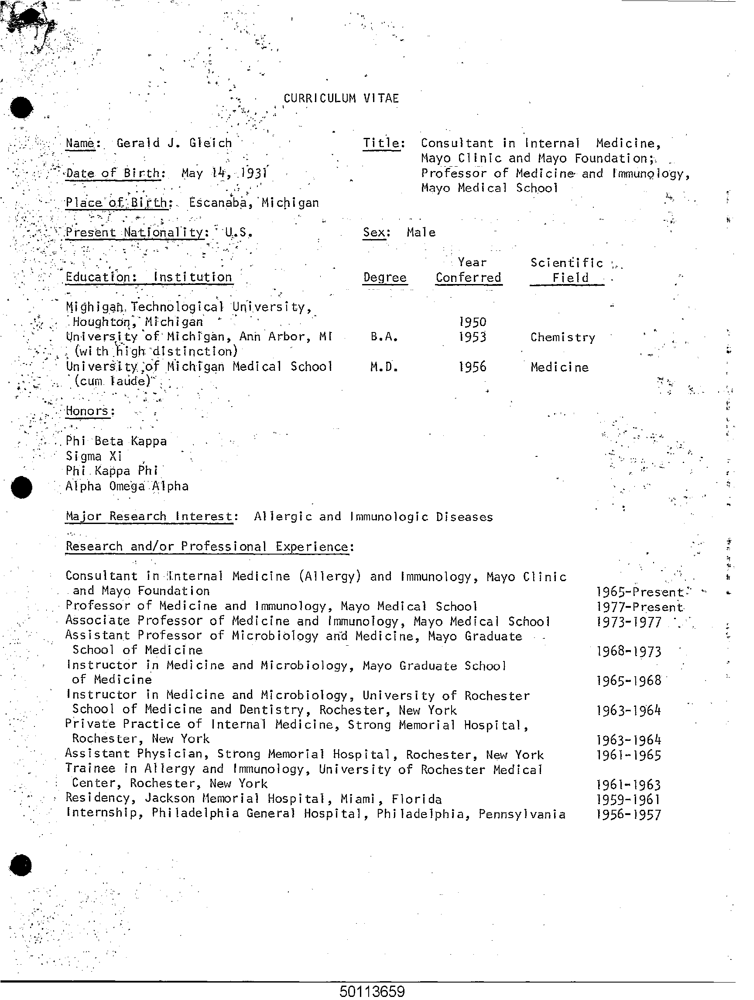 CURRICULUM VITAE
Name: Gerald J. Gleich
Title: Consultant in Internal Medicine,
Mayo Clinic and Mayo Foundation;
Professor of Medicine and Immunology,
Mayo Medical School
Date of Birth: May 14, 1931
Place of Birth: Escanaba, Michigan
Present Nationality: U.S.
Sex: Male
Education: Institution Degree Year Conferred Scientific Field
Mighigan Technological University,
Houghton, Michigan 1950
University of Michigan, Ann Arbor, MI B.A. 1953 Chemistry
(with high distinction)
University of Michigan Medical School M.D. 1956 Medicine
(cum laude)
Honors:
Phi Beta Kappa
Sigma Xi
Phi Kappa Phi
Alpha Omega Alpha
Major Research Interest: Allergic and Immunologic Diseases
Research and/or Professional Experience:
Consultant in Internal Medicine (Allergy) and Immunology, Mayo Clinic
and Mayo Foundation 1965-Present
Professor of Medicine and Immunology, Mayo Medical School 1977-Present
Associate Professor of Medicine and Immunology, Mayo Medical School 1973-1977
Assistant Professor of Microbiology and Medicine, Mayo Graduate
School of Medicine 1968-1973
Instructor in Medicine and Microbiology, Mayo Graduate School
of Medicine 1965-1968
Instructor in Medicine and Microbiology, University of Rochester
School of Medicine and Dentistry, Rochester, New York 1963-1964
Private Practice of Internal Medicine, Strong Memorial Hospital,
Rochester, New York 1963-1964
Assistant Physician, Strong Memorial Hospital, Rochester, New York 1961-1965
Trainee in Allergy and Immunology, University of Rochester Medical
Center, Rochester, New York 1961-1963
Residency, Jackson Memorial Hospital, Miami, Florida 1959-1961
Internship, Philadelphia General Hospital, Philadelphia, Pennsylvania 1956-1957
50113659